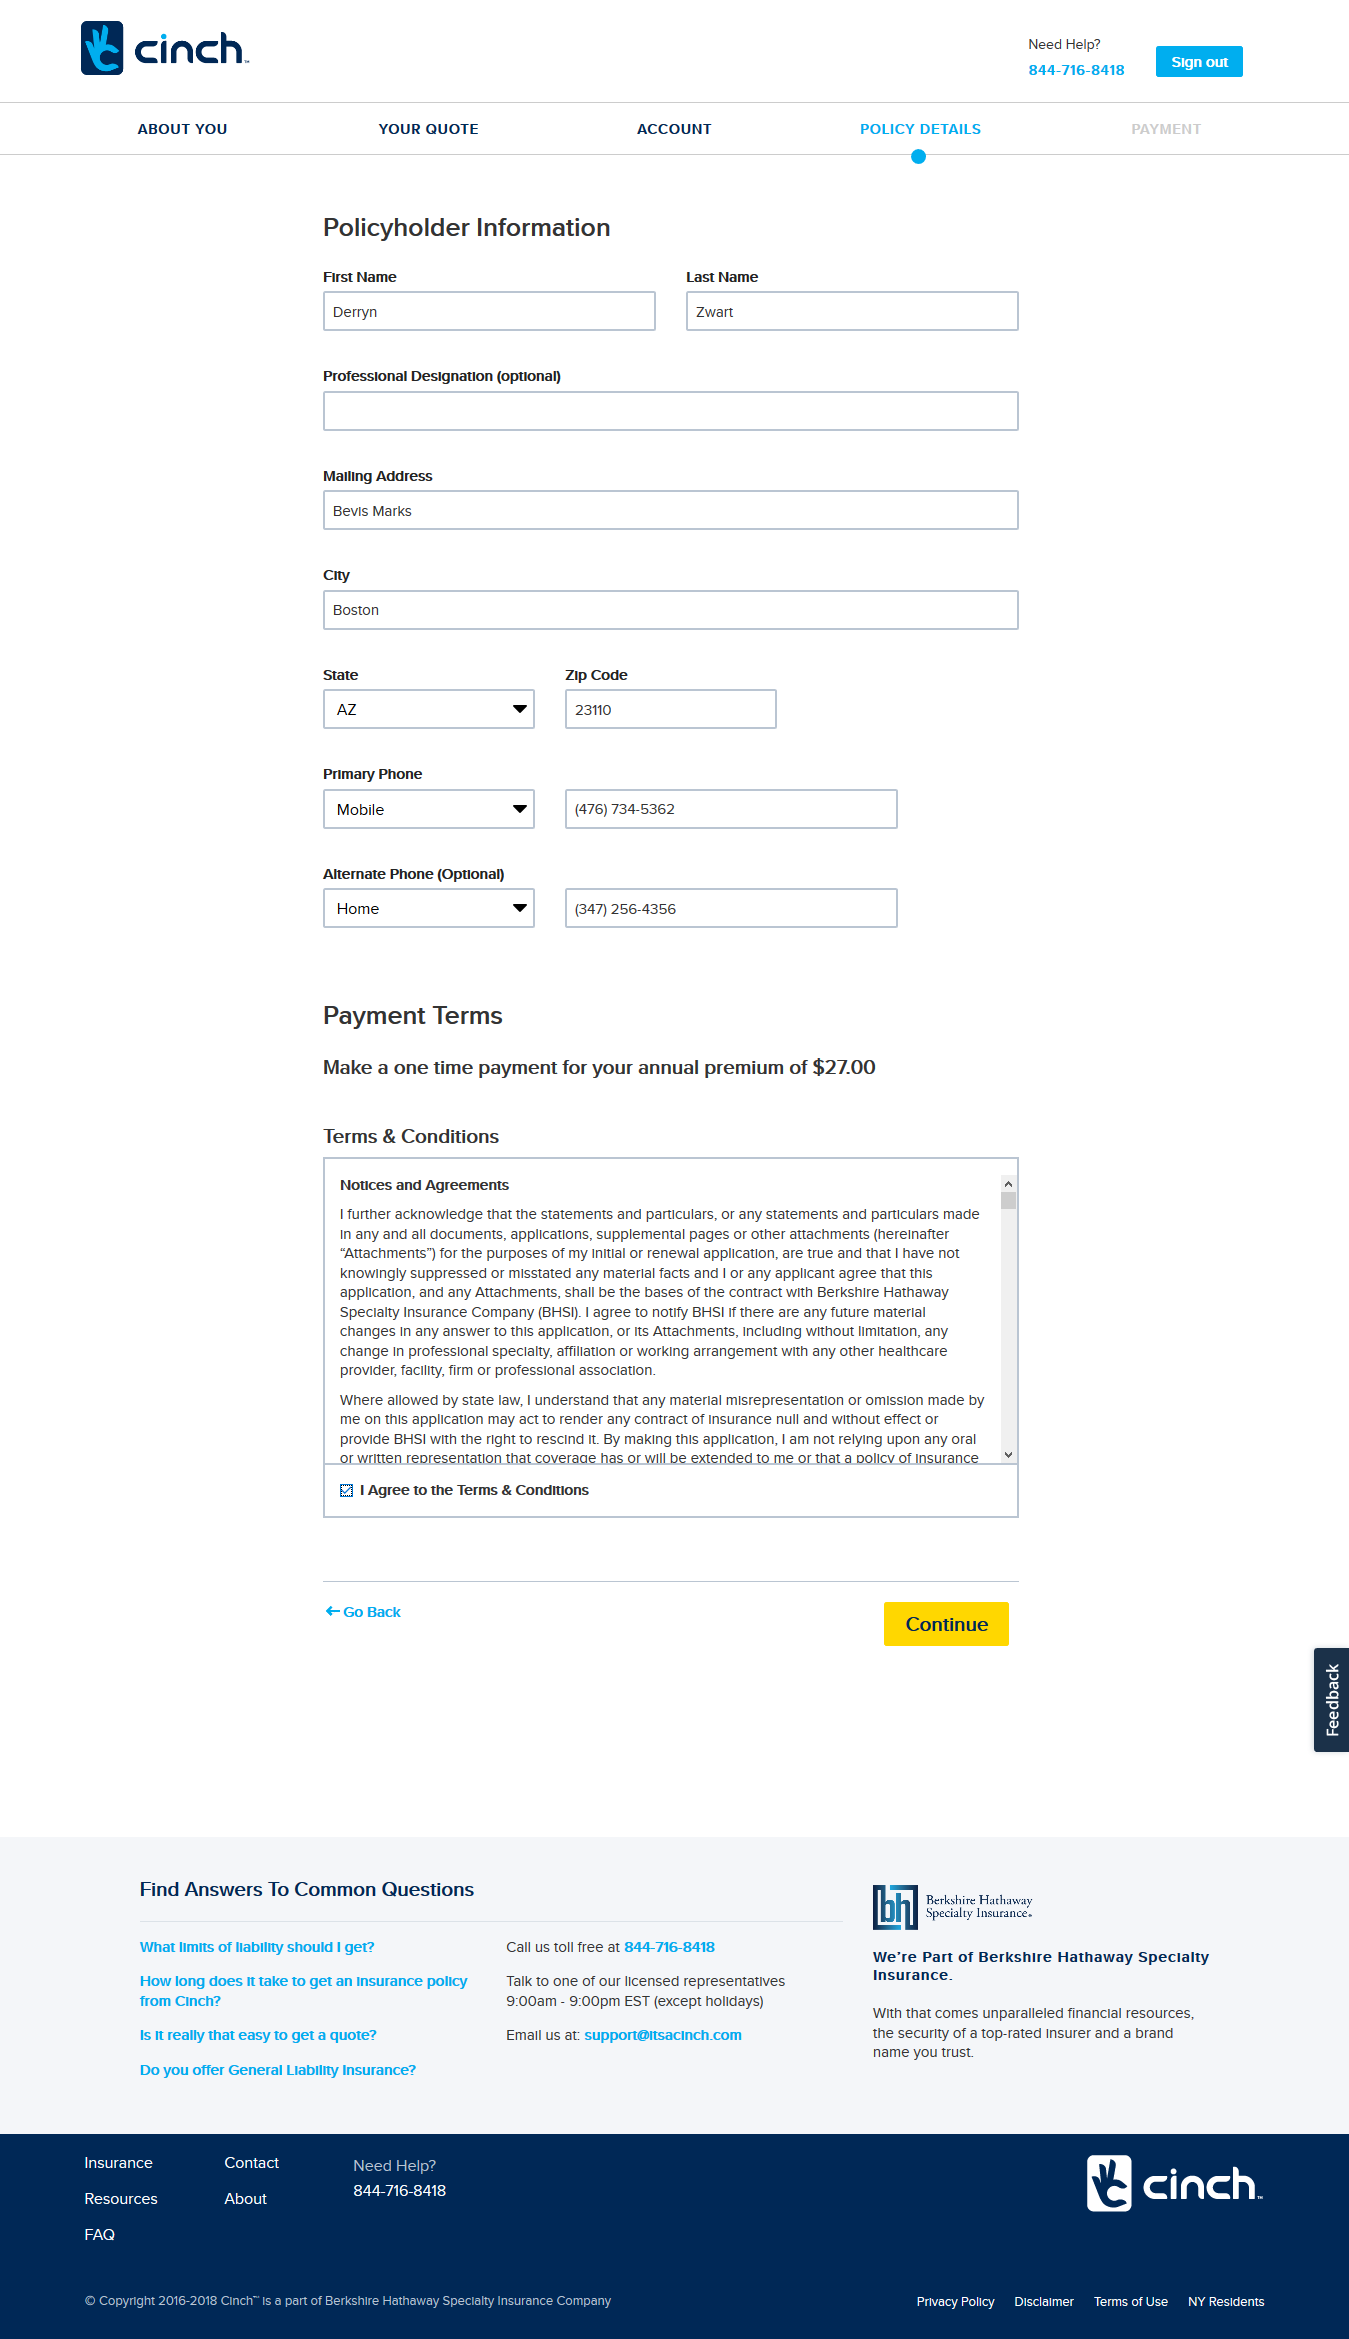 cinch™
Need Help?
844-716-8418
Sign out
ABOUT YOU
YOUR QUOTE
ACCOUNT
POLICY DETAILS
PAYMENT
Policyholder Information
First Name
Last Name
Derryn
Zwart
Professional Designation (optional)
Mailing Address
Bevis Marks
City
Boston
State
Zip Code
AZ
23110
Primary Phone
Mobile
(476) 734-5362
Alternate Phone (Optional)
Home
(347) 256-4356
Payment Terms
Make a one time payment for your annual premium of $27.00
Terms & Conditions
Notices and Agreements
I further acknowledge that the statements and particulars, or any statements and particulars made
in any and all documents, applications, supplemental pages or other attachments (hereinafter
“Attachments”) for the purposes of my initial or renewal application, are true and that I have not
knowingly suppressed or misstated any material facts and I or any applicant agree that this
application, and any Attachments, shall be the bases of the contract with Berkshire Hathaway
Specialty Insurance Company (BHSI). I agree to notify BHSI if there are any future material
changes in any answer to this application, or its Attachments, including without limitation, any
change in professional specialty, affiliation or working arrangement with any other healthcare
provider, facility, firm or professional association.
Where allowed by state law, I understand that any material misrepresentation or omission made by
me on this application may act to render any contract of insurance null and without effect or
provide BHSI with the right to rescind it. By making this application, I am not relying upon any oral
or written representation that coverage has or will be extended to me or that a policy of insurance
I Agree to the Terms & Conditions
Go Back
Continue
Feedback
Find Answers To Common Questions
What limits of liability should I get?
How long does it take to get an insurance policy
from Cinch?
Is it really that easy to get a quote?
Do you offer General Liability Insurance?
Call us toll free at 844-716-8418
Talk to one of our licensed representatives
9:00am - 9:00pm EST (except holidays)
Email us at: support@itsacinch.com
bh
Berkshire Hathaway
Specialty Insurance®
We’re Part of Berkshire Hathaway Specialty
Insurance.
With that comes unparalleled financial resources,
the security of a top-rated insurer and a brand
name you trust.
Insurance
Resources
FAQ
Contact
About
Need Help?
844-716-8418
cinch™
© Copyright 2016-2018 Cinch™ is a part of Berkshire Hathaway Specialty Insurance Company
Privacy Policy
Disclaimer
Terms of Use
NY Residents